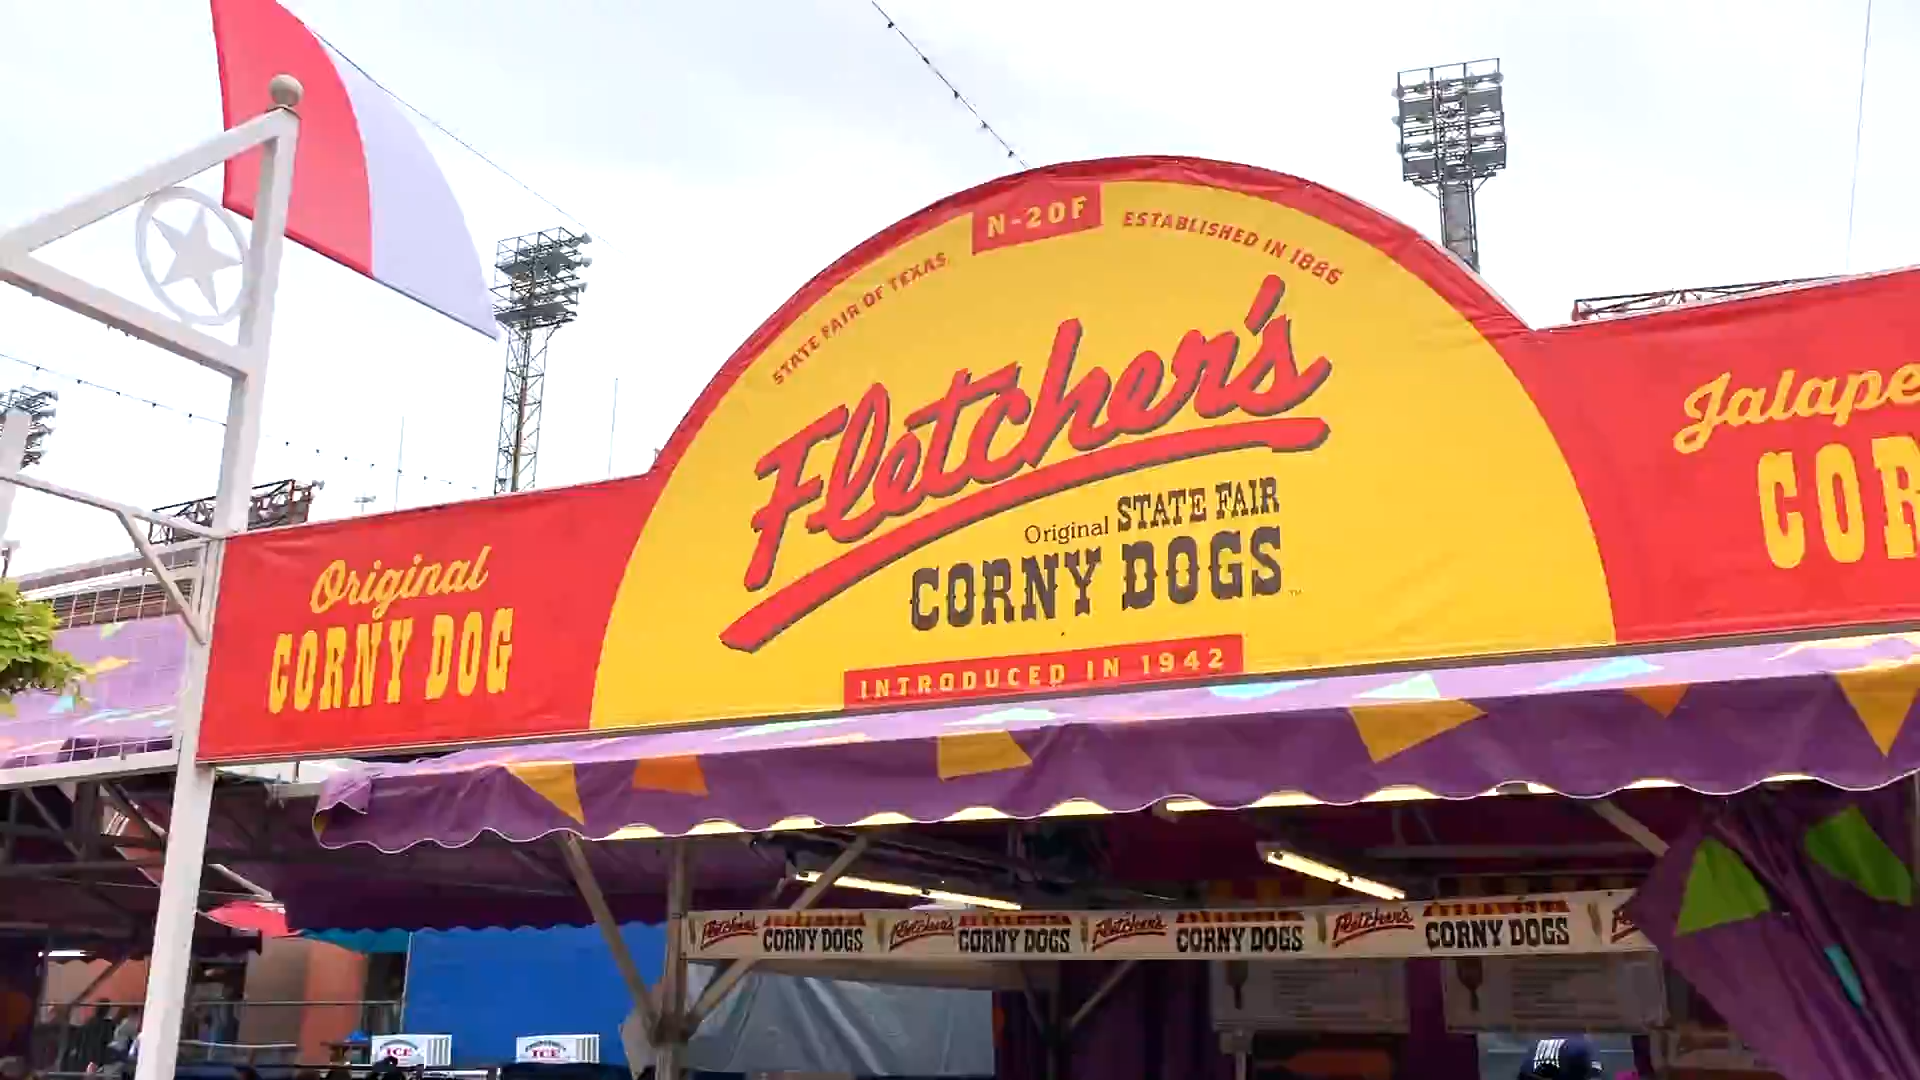 N-20F
STATE FAIR OF TEXAS
ESTABLISHED IN 1886
Fletcher's
Original STATE FAIR
CORNY DOGS™
INTRODUCED IN 1942
Original
CORNY DOG
Jalape
COR
Fletcher's CORNY DOGS Fletcher's CORNY DOGS Fletcher's CORNY DOGS Fletcher's CORNY DOGS
ICE
ICE